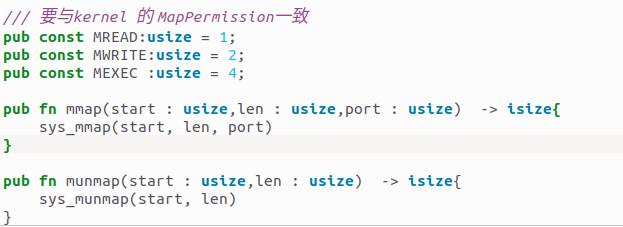 /// 要与kernel 的 MapPermission一致
pub const MREAD:usize = 1;
pub const MWRITE:usize = 2;
pub const MEXEC :usize = 4;
pub fn mmap(start : usize,len : usize,port : usize)  -> isize{
    sys_mmap(start, len, port)
}
pub fn munmap(start : usize,len : usize)  -> isize{
    sys_munmap(start, len)
}